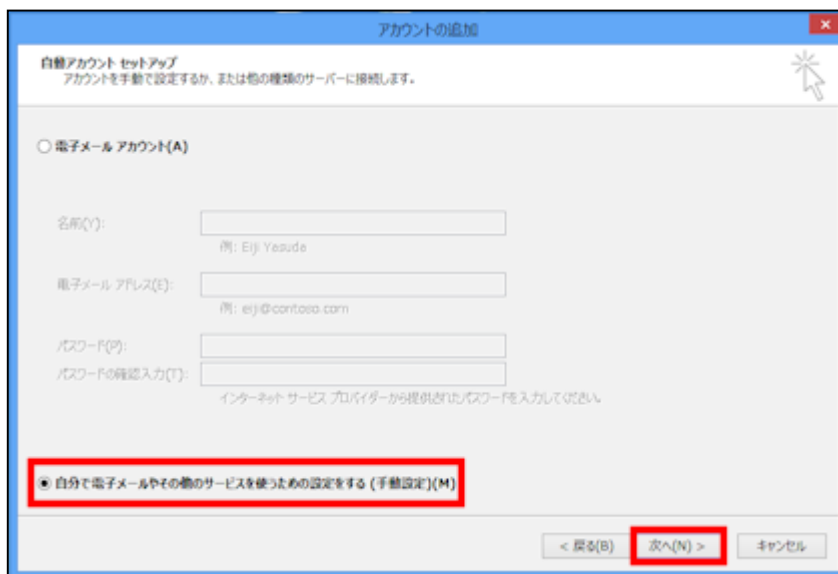 アカウントの追加
自動アカウント セットアップ
アカウントを手動で設定するか、または他の種類のサーバーに接続します。
電子メール アカウント(A)
名前(Y):
例: Eiji Yasuda
電子メール アドレス(E):
例: eiji@contoso.com
パスワード(P):
パスワードの確認入力(T):
インターネット サービス プロバイダーから提供されたパスワードを入力してください。
自分で電子メールやその他のサービスを使うための設定をする (手動設定)(M)
< 戻る(B) 次へ(N) > キャンセル